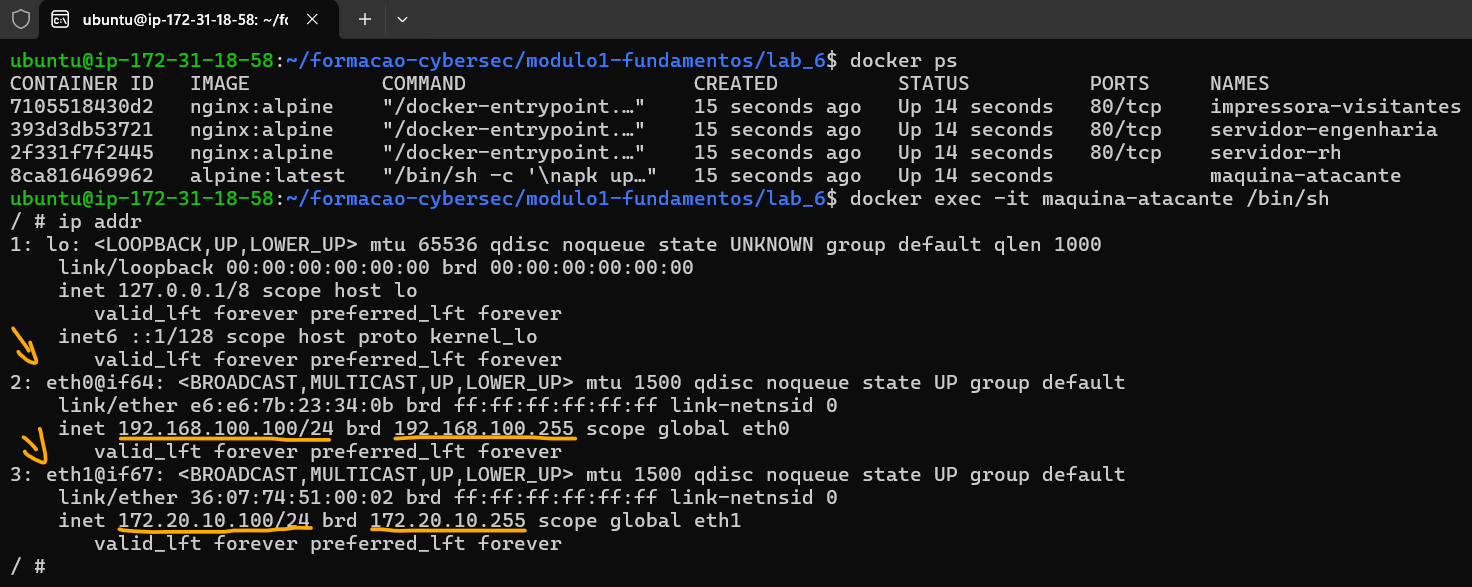 ubuntu@ip-172-31-18-58: ~/fo
ubuntu@ip-172-31-18-58:~/formacao-cybersec/modulo1-fundamentos/lab_6$ docker ps
CONTAINER ID   IMAGE           COMMAND                  CREATED          STATUS          PORTS     NAMES
7105518430d2   nginx:alpine    "/docker-entrypoint.…"   15 seconds ago   Up 14 seconds   80/tcp    impressora-visitantes
393d3db53721   nginx:alpine    "/docker-entrypoint.…"   15 seconds ago   Up 14 seconds   80/tcp    servidor-engenharia
2f331f7f2445   nginx:alpine    "/docker-entrypoint.…"   15 seconds ago   Up 14 seconds   80/tcp    servidor-rh
8ca816469962   alpine:latest   "/bin/sh -c '\napk up…"   15 seconds ago   Up 14 seconds             maquina-atacante
ubuntu@ip-172-31-18-58:~/formacao-cybersec/modulo1-fundamentos/lab_6$ docker exec -it maquina-atacante /bin/sh
/ # ip addr
1: lo: <LOOPBACK,UP,LOWER_UP> mtu 65536 qdisc noqueue state UNKNOWN group default qlen 1000
    link/loopback 00:00:00:00:00:00 brd 00:00:00:00:00:00
    inet 127.0.0.1/8 scope host lo
       valid_lft forever preferred_lft forever
    inet6 ::1/128 scope host proto kernel_lo
       valid_lft forever preferred_lft forever
2: eth0@if64: <BROADCAST,MULTICAST,UP,LOWER_UP> mtu 1500 qdisc noqueue state UP group default
    link/ether e6:e6:7b:23:34:0b brd ff:ff:ff:ff:ff:ff link-netnsid 0
    inet 192.168.100.100/24 brd 192.168.100.255 scope global eth0
       valid_lft forever preferred_lft forever
3: eth1@if67: <BROADCAST,MULTICAST,UP,LOWER_UP> mtu 1500 qdisc noqueue state UP group default
    link/ether 36:07:74:51:00:02 brd ff:ff:ff:ff:ff:ff link-netnsid 0
    inet 172.20.10.100/24 brd 172.20.10.255 scope global eth1
       valid_lft forever preferred_lft forever
/ #